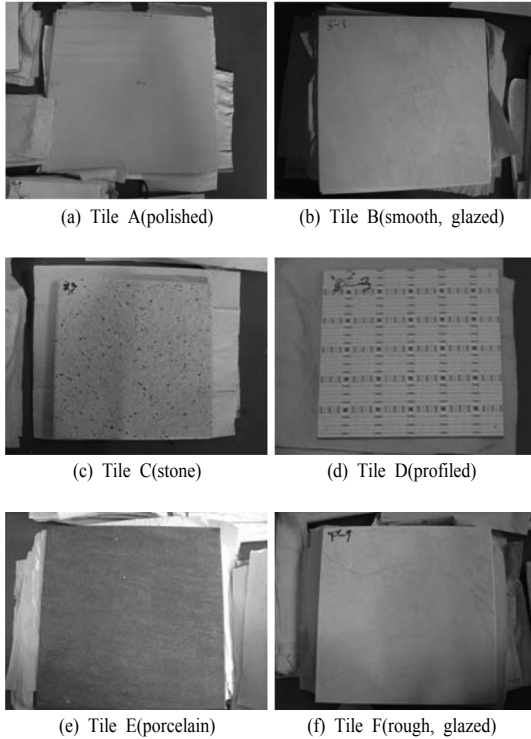 (a) Tile A(polished)
(b) Tile B(smooth, glazed)
(c) Tile C(stone)
(d) Tile D(profiled)
(e) Tile E(porcelain)
(f) Tile F(rough, glazed)